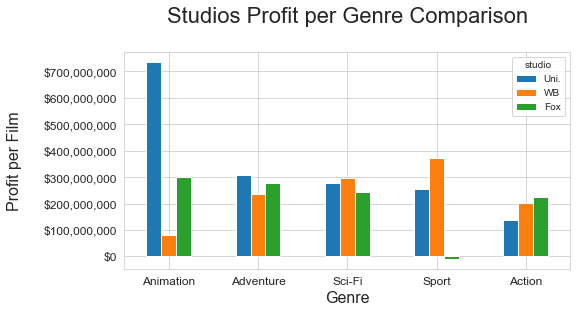 Studios Profit per Genre Comparison
studio
Uni.
WB
Fox
Profit per Film
$700,000,000
$600,000,000
$500,000,000
$400,000,000
$300,000,000
$200,000,000
$100,000,000
$0
Animation Adventure Sci-Fi Sport Action
Genre